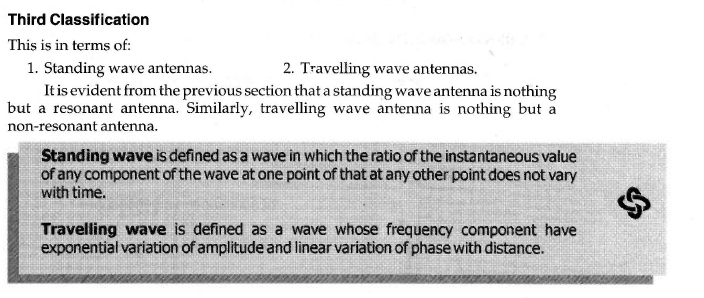 Third Classification
This is in terms of:
1. Standing wave antennas. 2. Travelling wave antennas.
It is evident from the previous section that a standing wave antenna is nothing
but a resonant antenna. Similarly, travelling wave antenna is nothing but a
non-resonant antenna.
Standing wave is defined as a wave in which the ratio of the instantaneous value
of any component of the wave at one point of that at any other point does not vary
with time.
Travelling wave is defined as a wave whose frequency component have
exponential variation of amplitude and linear variation of phase with distance.